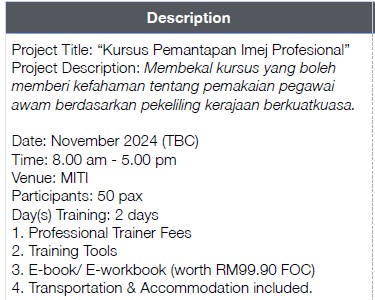 Description
Project Title: “Kursus Pemantapan Imej Profesional”
Project Description: Membekal kursus yang boleh
memberi kefahaman tentang pemakaian pegawai
awam berdasarkan pekeliling kerajaan berkuatkuasa.
Date: November 2024 (TBC)
Time: 8.00 am - 5.00 pm
Venue: MITI
Participants: 50 pax
Day(s) Training: 2 days
1. Professional Trainer Fees
2. Training Tools
3. E-book/ E-workbook (worth RM99.90 FOC)
4. Transportation & Accommodation included.